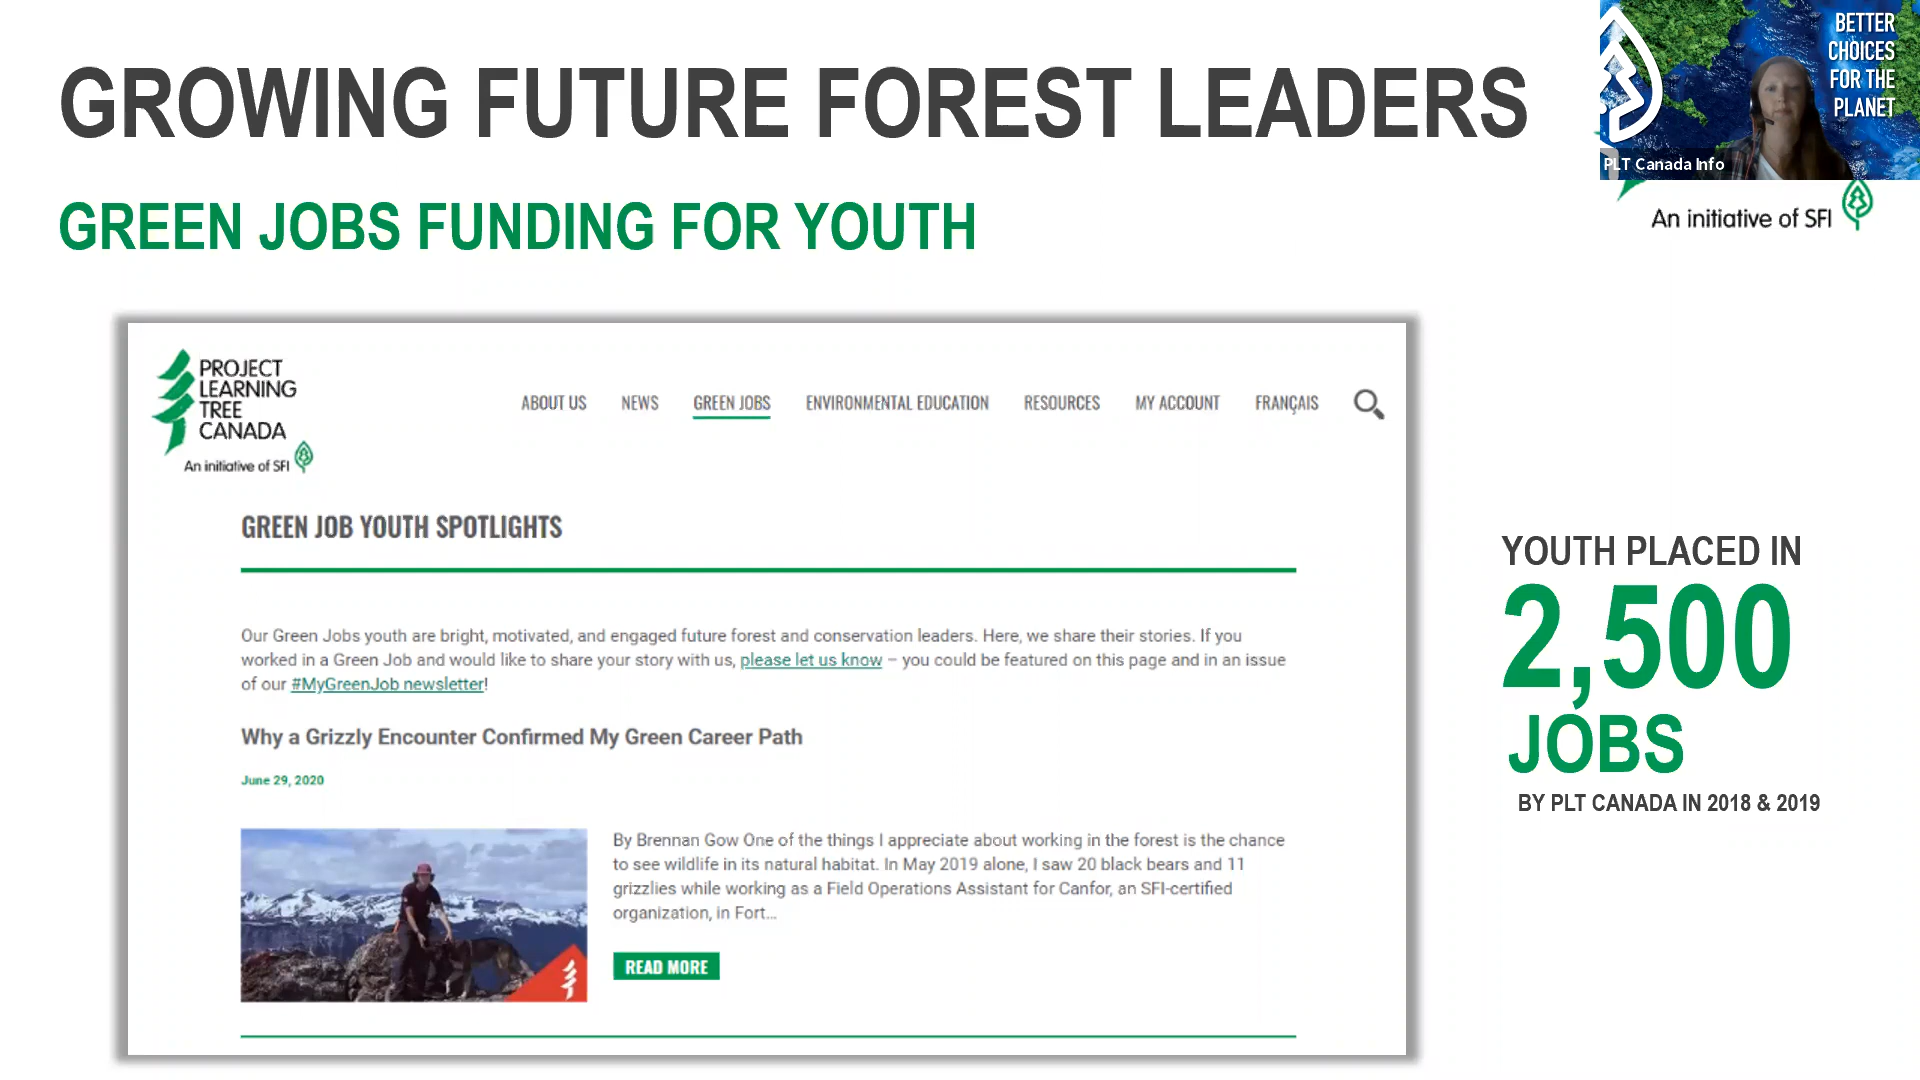 GROWING FUTURE FOREST LEADERS
GREEN JOBS FUNDING FOR YOUTH
BETTER
CHOICES
FOR THE
PLANET
PLT Canada Info
An initiative of SFI
PROJECT
LEARNING
TREE
CANADA
An initiative of SFI
ABOUT US NEWS GREEN JOBS ENVIRONMENTAL EDUCATION RESOURCES MY ACCOUNT FRANÇAIS
GREEN JOB YOUTH SPOTLIGHTS
Our Green Jobs youth are bright, motivated, and engaged future forest and conservation leaders. Here, we share their stories. If you
worked in a Green Job and would like to share your story with us, please let us know – you could be featured on this page and in an issue
of our #MyGreenJob newsletter!
Why a Grizzly Encounter Confirmed My Green Career Path
June 29, 2020
By Brennan Gow One of the things I appreciate about working in the forest is the chance
to see wildlife in its natural habitat. In May 2019 alone, I saw 20 black bears and 11
grizzlies while working as a Field Operations Assistant for Canfor, an SFI-certified
organization, in Fort...
READ MORE
YOUTH PLACED IN
2,500
JOBS
BY PLT CANADA IN 2018 & 2019